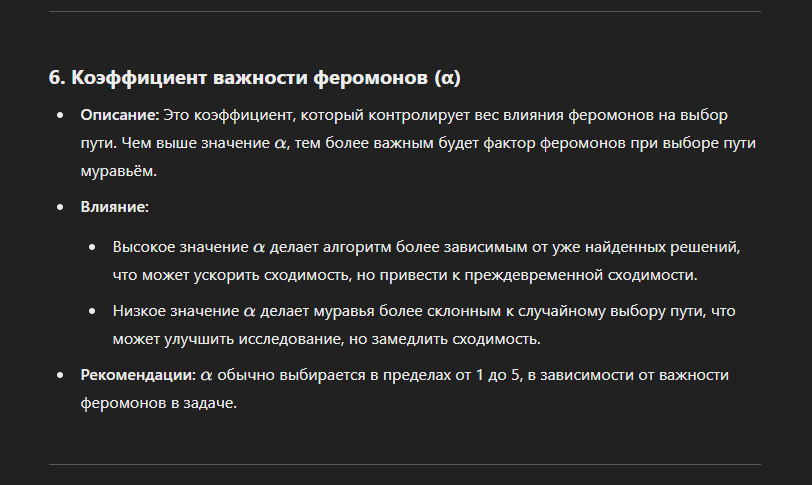 6. Коэффициент важности феромонов (α)
• Описание: Это коэффициент, который контролирует вес влияния феромонов на выбор
пути. Чем выше значение α, тем более важным будет фактор феромонов при выборе пути
муравьём.
• Влияние:
• Высокое значение α делает алгоритм более зависимым от уже найденных решений,
что может ускорить сходимость, но привести к преждевременной сходимости.
• Низкое значение α делает муравья более склонным к случайному выбору пути, что
может улучшить исследование, но замедлить сходимость.
• Рекомендации: α обычно выбирается в пределах от 1 до 5, в зависимости от важности
феромонов в задаче.